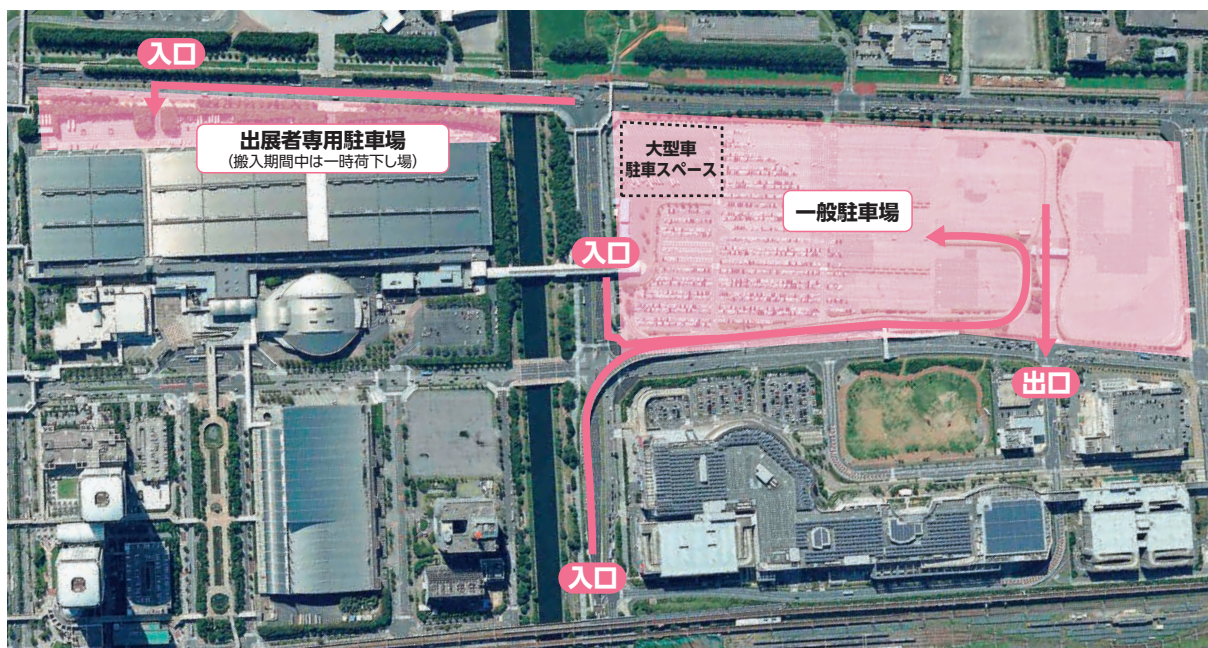 入口
出展者専用駐車場
(搬入期間中は一時荷下し場)
大型車
駐車スペース
一般駐車場
入口
出口
入口